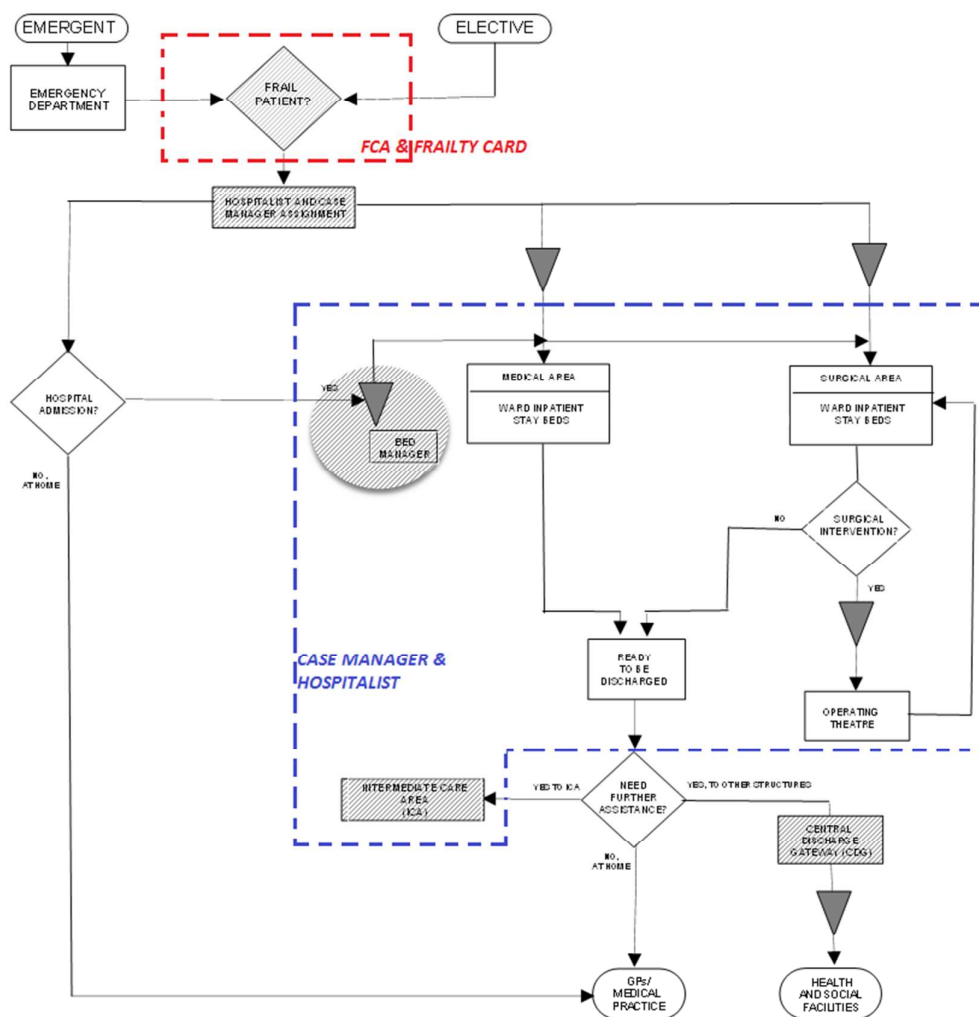 EMERGENT
ELECTIVE
EMERGENCY
DEPARTMENT
FRAIL
PATIENT?
FCA & FRAILTY CARD
HOSPITALIST AND CASE
MANAGER ASSIGNMENT
HOSPITAL
ADMISSION?
YES
BED
MANAGER
MEDICAL AREA
WARD INPATIENT
STAY BEDS
SURGICAL AREA
WARD INPATIENT
STAY BEDS
NO,
AT HOME
NO
SURGICAL
INTERVENTION?
YES
CASE MANAGER &
HOSPITALIST
READY
TO BE
DISCHARGED
OPERATING
THEATRE
INTERMEDIATE CARE
AREA
(ICA)
YES TO ICA
NEED
FURTHER
ASSISTANCE?
YES, TO OTHER STRUCTURES
CENTRAL
DISCHARGE
GATEWAY (CDG)
NO,
AT HOME
GPs/
MEDICAL
PRACTICE
HEALTH
AND SOCIAL
FACILITIES